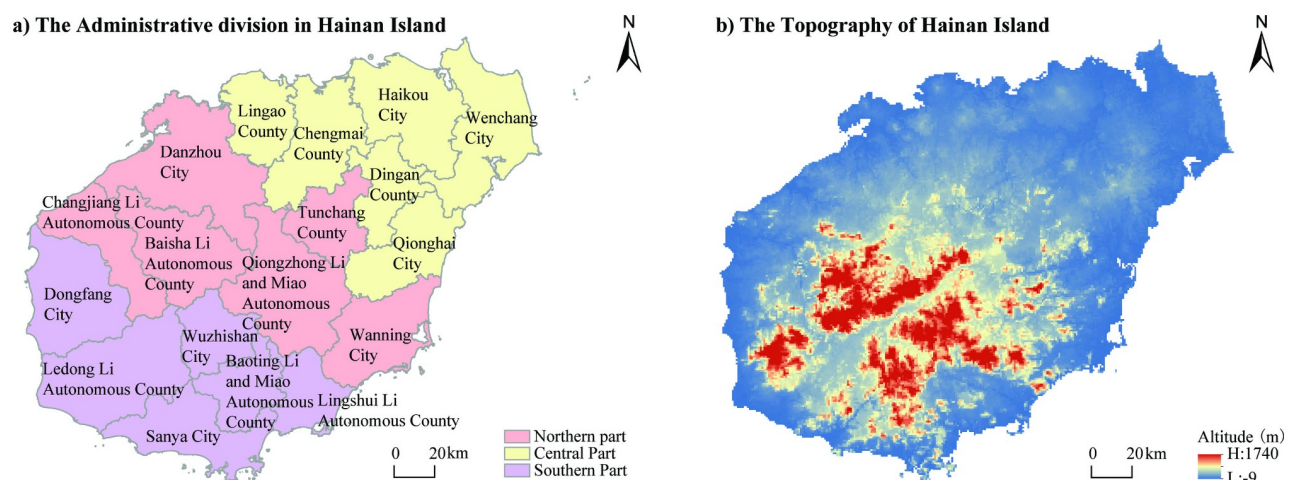 a) The Administrative division in Hainan Island
N
Lingao
County
Chengmai
County
Haikou
City
Wenchang
City
Danzhou
City
Dingan
County
Changjiang Li
Autonomous County
Tunchang
County
Baisha Li
Autonomous
County
Qiongzhong Li
and Miao
Autonomous
County
Qionghai
City
Dongfang
City
Wuzhishan
City
Wanning
City
Ledong Li
Autonomous County
Baoting Li
and Miao
Autonomous
County
Lingshui Li
Autonomous County
Sanya City
Northern part
Central Part
Southern Part
0 20km
b) The Topography of Hainan Island
N
0 20km
Altitude (m)
H:1740
L:-9